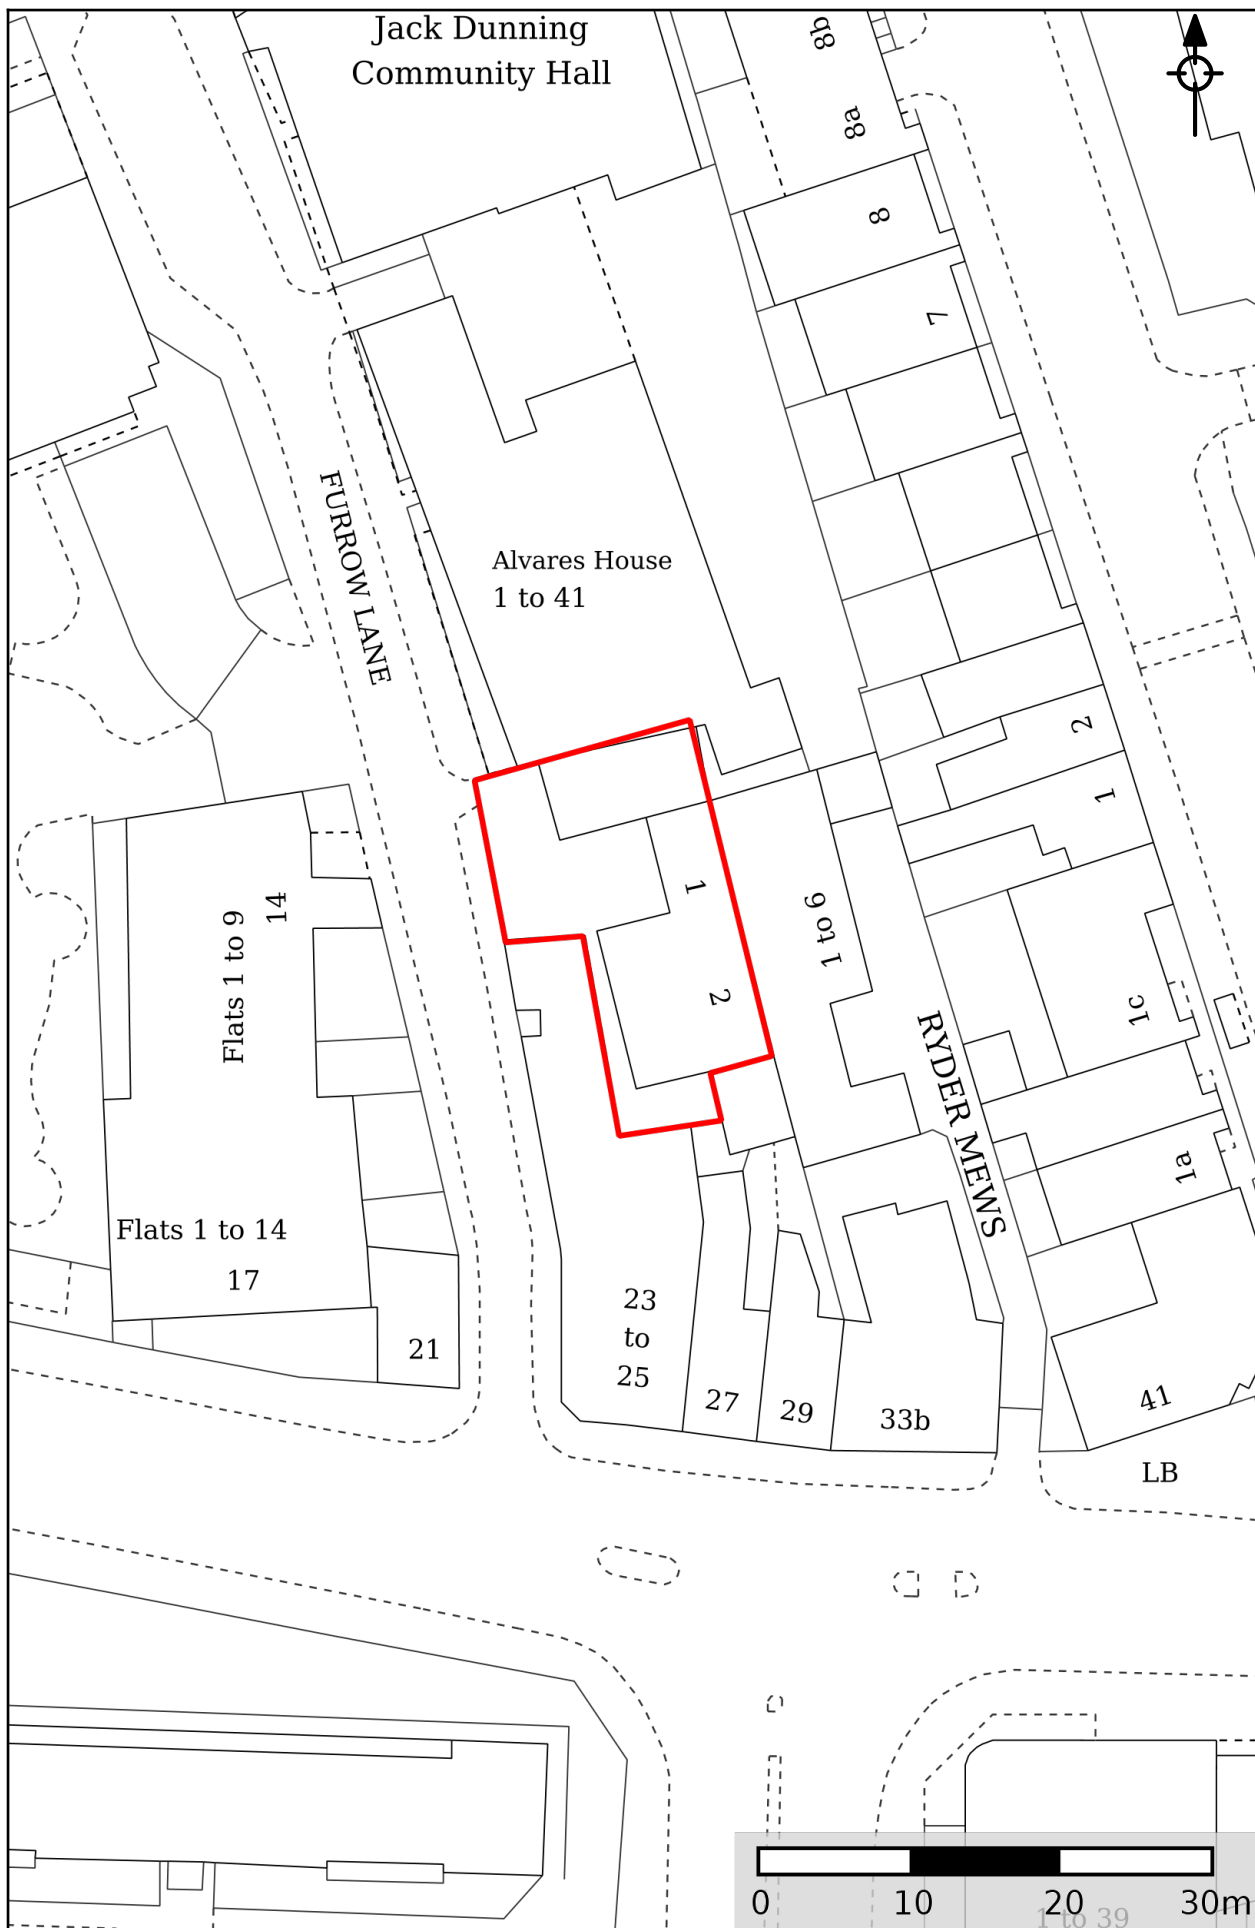 Jack Dunning
Community Hall
8b
8a
8
7
FURROW LANE
Alvares House
1 to 41
2
1
1
2
1 to 6
14
Flats 1 to 9
1c
RYDER MEWS
1a
Flats 1 to 14
17
21
23
to
25
27
29
33b
41
LB
0 10 20 30m
1 to 39